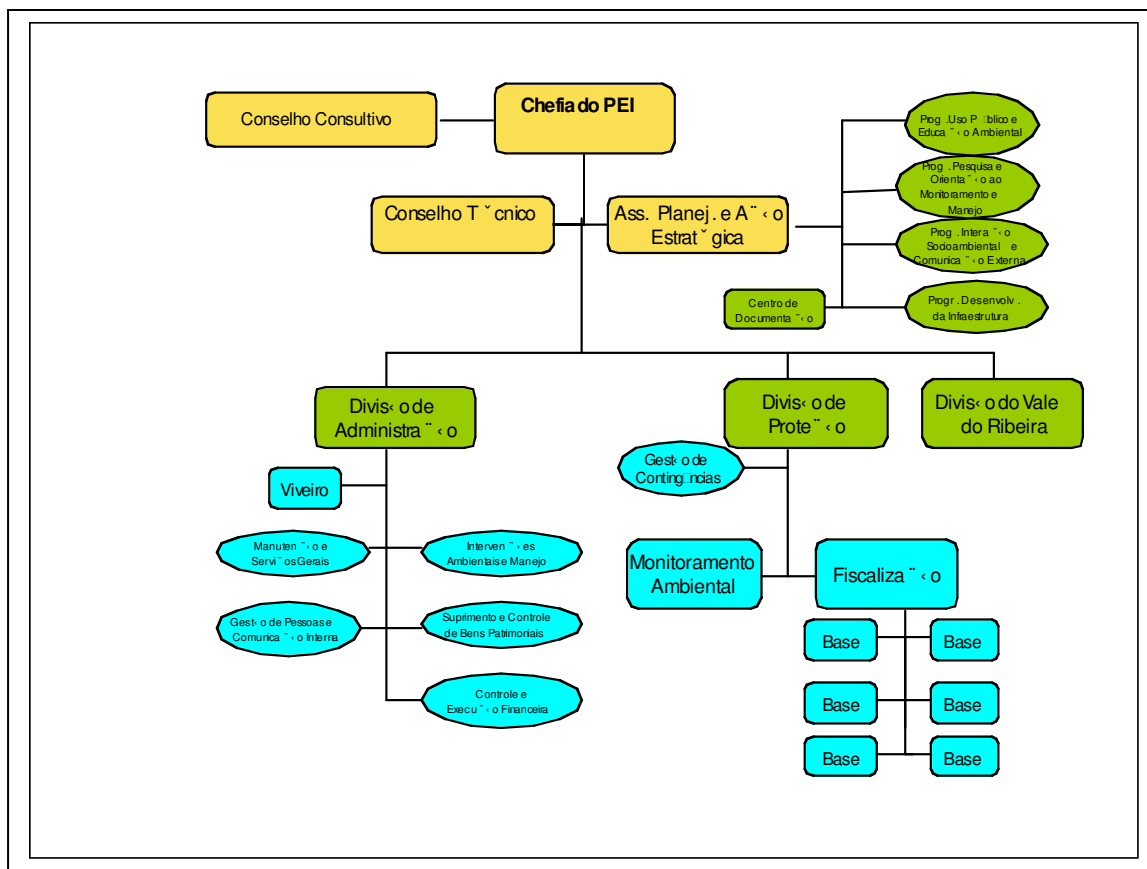 Chefia do PEI
Conselho Consultivo
Prog .Uso P □blico e
Educa ¨ ‹o Ambiental
Prog . Pesquisa e
Orienta ¨ ‹o ao
Monitoramento e
Manejo
Prog . Intera ¨ ‹o
Socioambiental e
Comunica ¨ ‹o Externa
Conselho T ˇ cnico
Ass. Planej. e A ¨ ‹o
Estrat ˇ gica
Centro de
Documenta ¨ ‹o
Progr . Desenvolv .
da Infraestrutura
Divis‹o de
Administra ¨ ‹o
Divis‹o de
Prote ¨ ‹o
Divis‹o do Vale
do Ribeira
Gest‹o de
Conting□ncias
Viveiro
Manuten ¨ ‹o e
Servi ¨ os Gerais
Interven ¨ ›es
Ambientais e Manejo
Monitoramento
Ambiental
Fiscaliza ¨ ‹o
Gest‹o de Pessoas e
Comunica ¨ ‹o Interna
Suprimento e Controle
de Bens Patrimoniais
Base
Base
Controle e
Execu ¨ ‹o Financeira
Base
Base
Base
Base